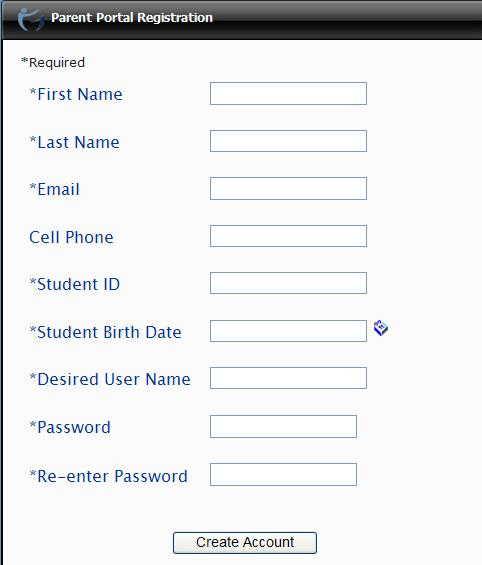 Parent Portal Registration
*Required
*First Name
*Last Name
*Email
Cell Phone
*Student ID
*Student Birth Date
*Desired User Name
*Password
*Re-enter Password
Create Account